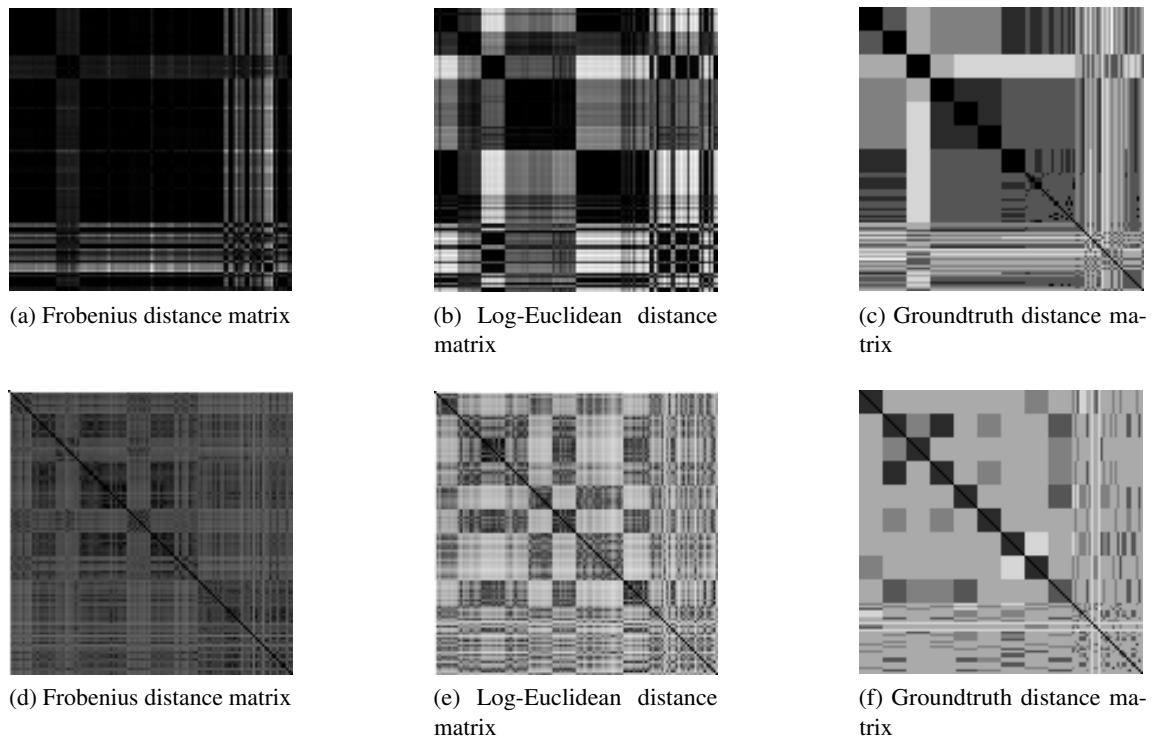 (a) Frobenius distance matrix
(b) Log-Euclidean distance
matrix
(c) Groundtruth distance ma-
trix
(d) Frobenius distance matrix
(e) Log-Euclidean distance
matrix
(f) Groundtruth distance ma-
trix